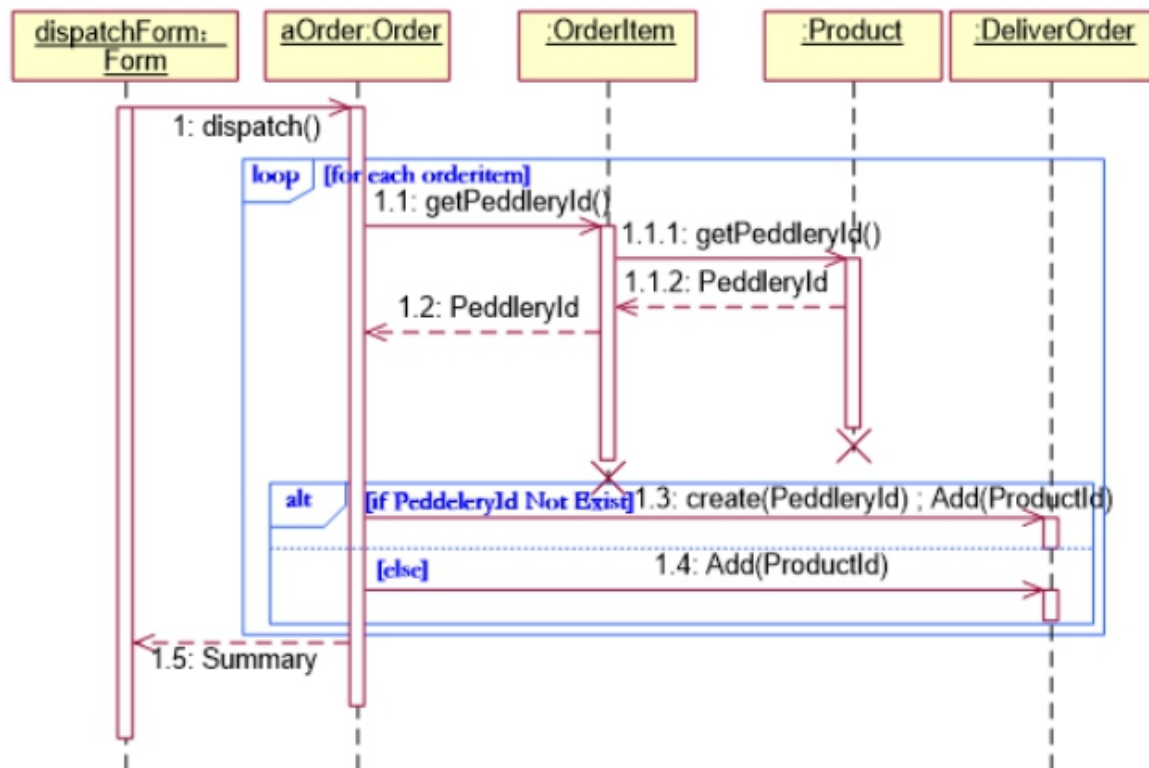 dispatchForm：
Form
aOrder:Order
:OrderItem
:Product
:DeliverOrder
1: dispatch()
loop
[for each orderitem]
1.1: getPeddleryId()
1.1.1: getPeddleryId()
1.1.2: PeddleryId
1.2: PeddleryId
alt
[if PeddeleryId Not Exist]
1.3: create(PeddleryId) ; Add(ProductId)
[else]
1.4: Add(ProductId)
1.5: Summary